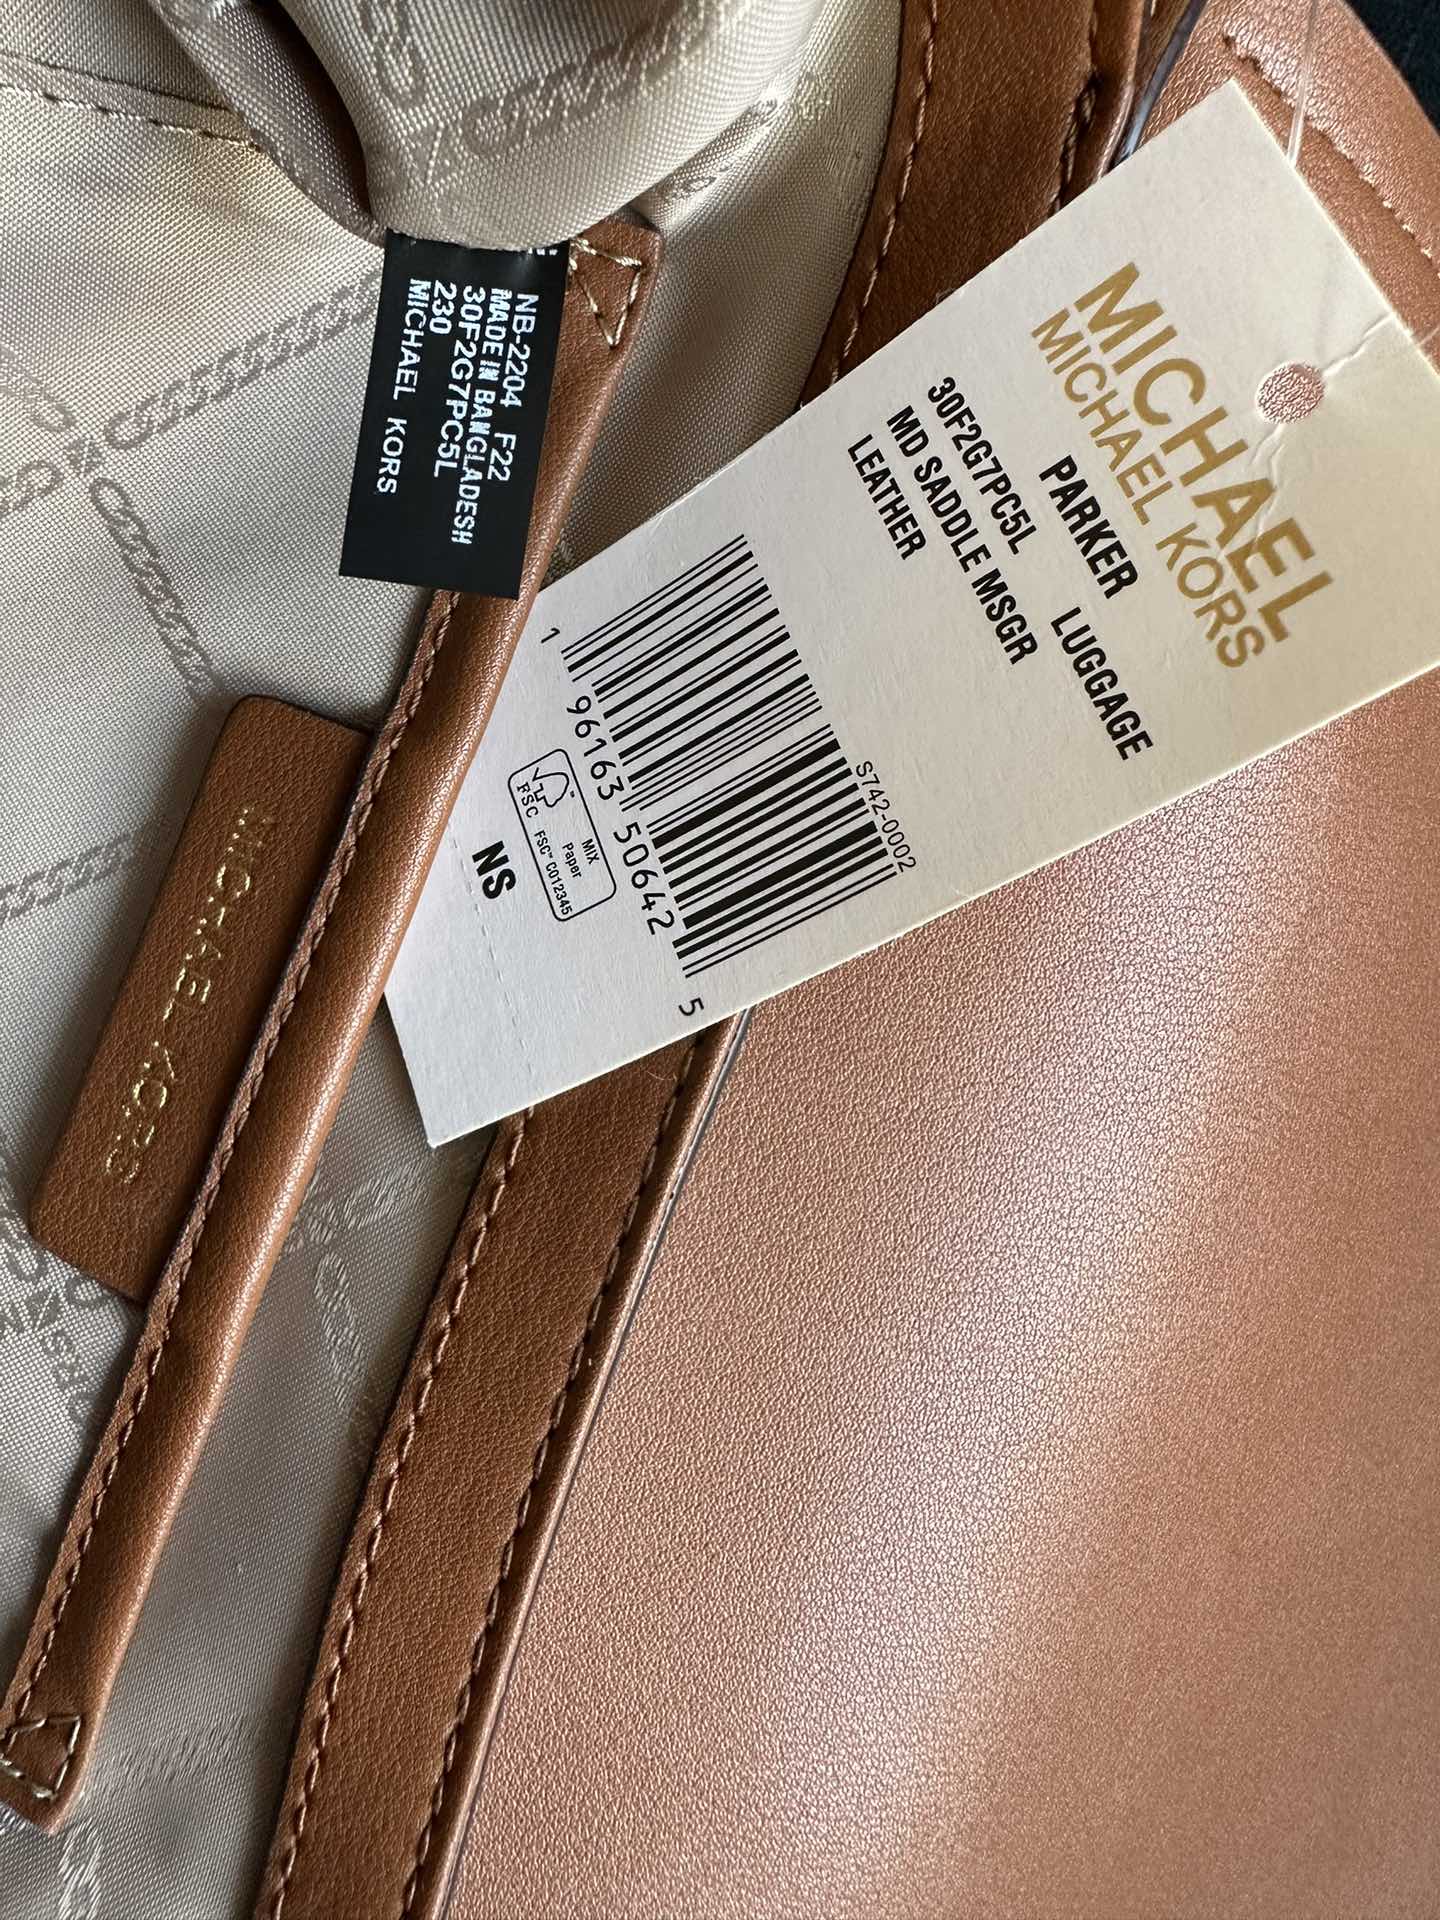 NB-2204 F22
MADE IN BANGLADESH
30F2G7PC5L
230
MICHAEL KORS
MICHAEL
MICHAEL KORS
PARKER LUGGAGE
30F2G7PC5L
MD SADDLE MSGR
LEATHER
S742-0002
1 96163 50642 5
FSC
MIX
Paper
FSC™ C012345
NS
MICHAEL KORS